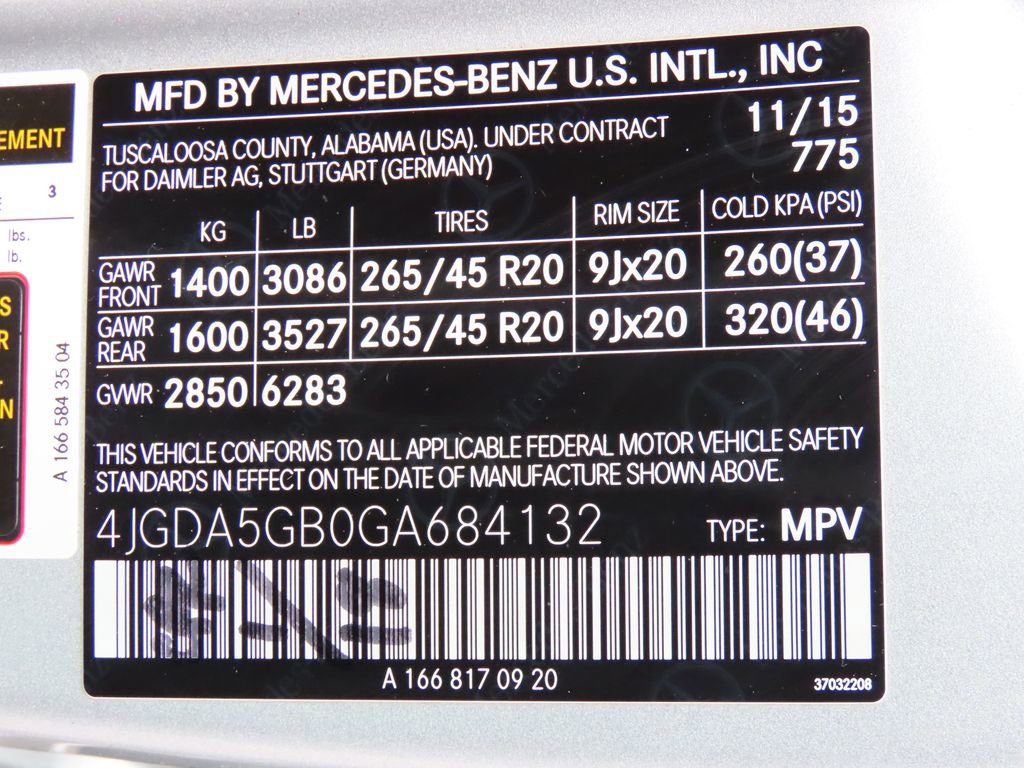 MFD BY MERCEDES-BENZ U.S. INTL., INC
TUSCALOOSA COUNTY, ALABAMA (USA). UNDER CONTRACT
FOR DAIMLER AG, STUTTGART (GERMANY)
11/15
775
KG LB TIRES RIM SIZE COLD KPA (PSI)
GAWR FRONT 1400 3086 265/45 R20 9Jx20 260(37)
GAWR REAR 1600 3527 265/45 R20 9Jx20 320(46)
GVWR 2850 6283
THIS VEHICLE CONFORMS TO ALL APPLICABLE FEDERAL MOTOR VEHICLE SAFETY
STANDARDS IN EFFECT ON THE DATE OF MANUFACTURE SHOWN ABOVE.
4JGDA5GB0GA684132 TYPE: MPV
A 166 817 09 20
37032208
3
lbs.
lb.
A 166 584 35 04